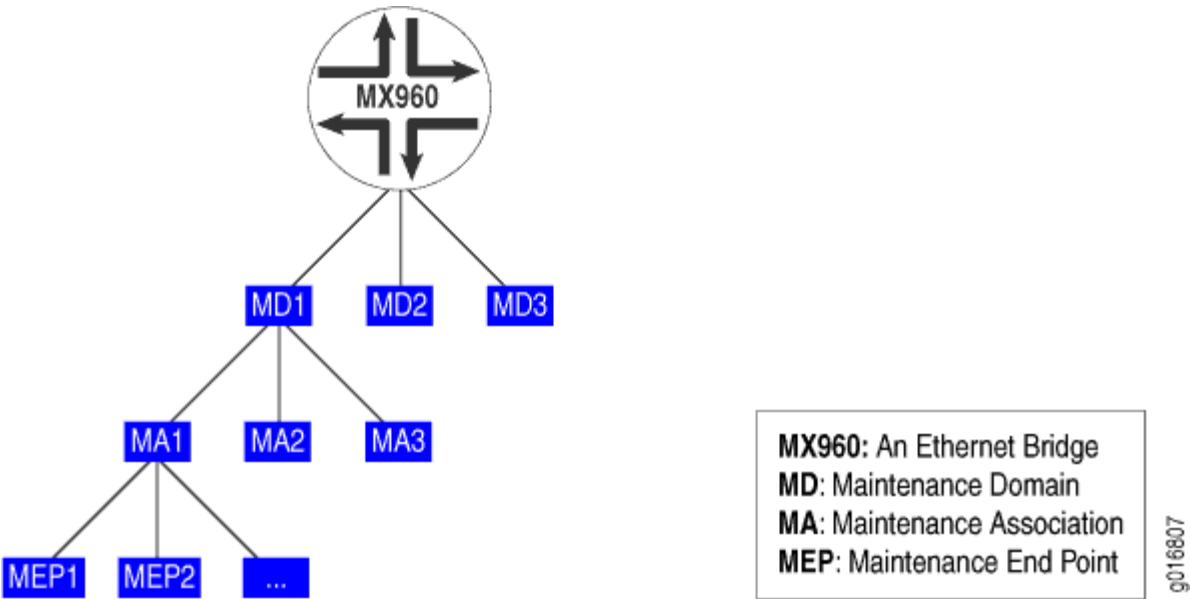 MX960
MD1 MD2 MD3
MA1 MA2 MA3
MEP1 MEP2 ...
MX960: An Ethernet Bridge
MD: Maintenance Domain
MA: Maintenance Association
MEP: Maintenance End Point
g016807